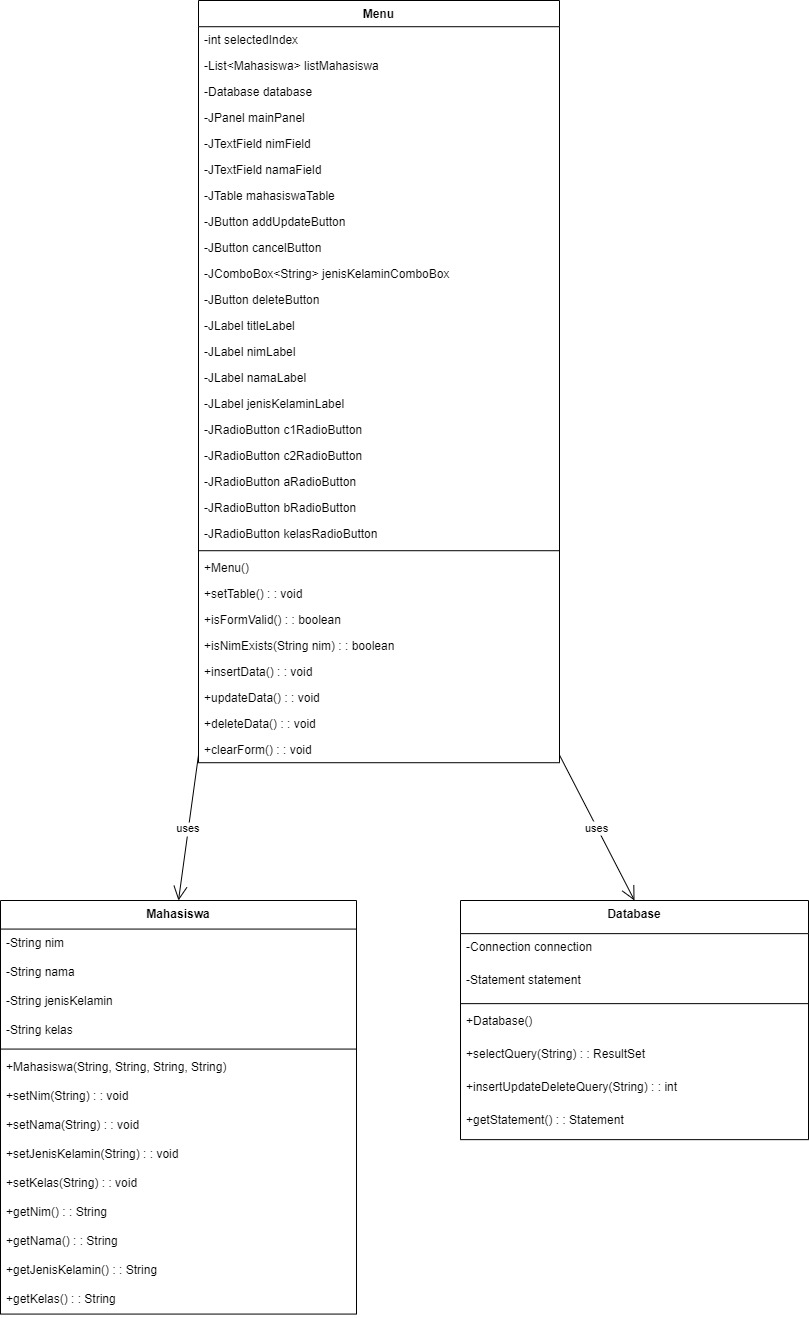 Menu
-int selectedIndex
-List<Mahasiswa> listMahasiswa
-Database database
-JPanel mainPanel
-JTextField nimField
-JTextField namaField
-JTable mahasiswaTable
-JButton addUpdateButton
-JButton cancelButton
-JComboBox<String> jenisKelaminComboBox
-JButton deleteButton
-JLabel titleLabel
-JLabel nimLabel
-JLabel namaLabel
-JLabel jenisKelaminLabel
-JRadioButton c1RadioButton
-JRadioButton c2RadioButton
-JRadioButton aRadioButton
-JRadioButton bRadioButton
-JRadioButton kelasRadioButton
+Menu()
+setTable() : : void
+isFormValid() : : boolean
+isNimExists(String nim) : : boolean
+insertData() : : void
+updateData() : : void
+deleteData() : : void
+clearForm() : : void
uses
uses
Mahasiswa
-String nim
-String nama
-String jenisKelamin
-String kelas
+Mahasiswa(String, String, String, String)
+setNim(String) : : void
+setNama(String) : : void
+setJenisKelamin(String) : : void
+setKelas(String) : : void
+getNim() : : String
+getNama() : : String
+getJenisKelamin() : : String
+getKelas() : : String
Database
-Connection connection
-Statement statement
+Database()
+selectQuery(String) : : ResultSet
+insertUpdateDeleteQuery(String) : : int
+getStatement() : : Statement